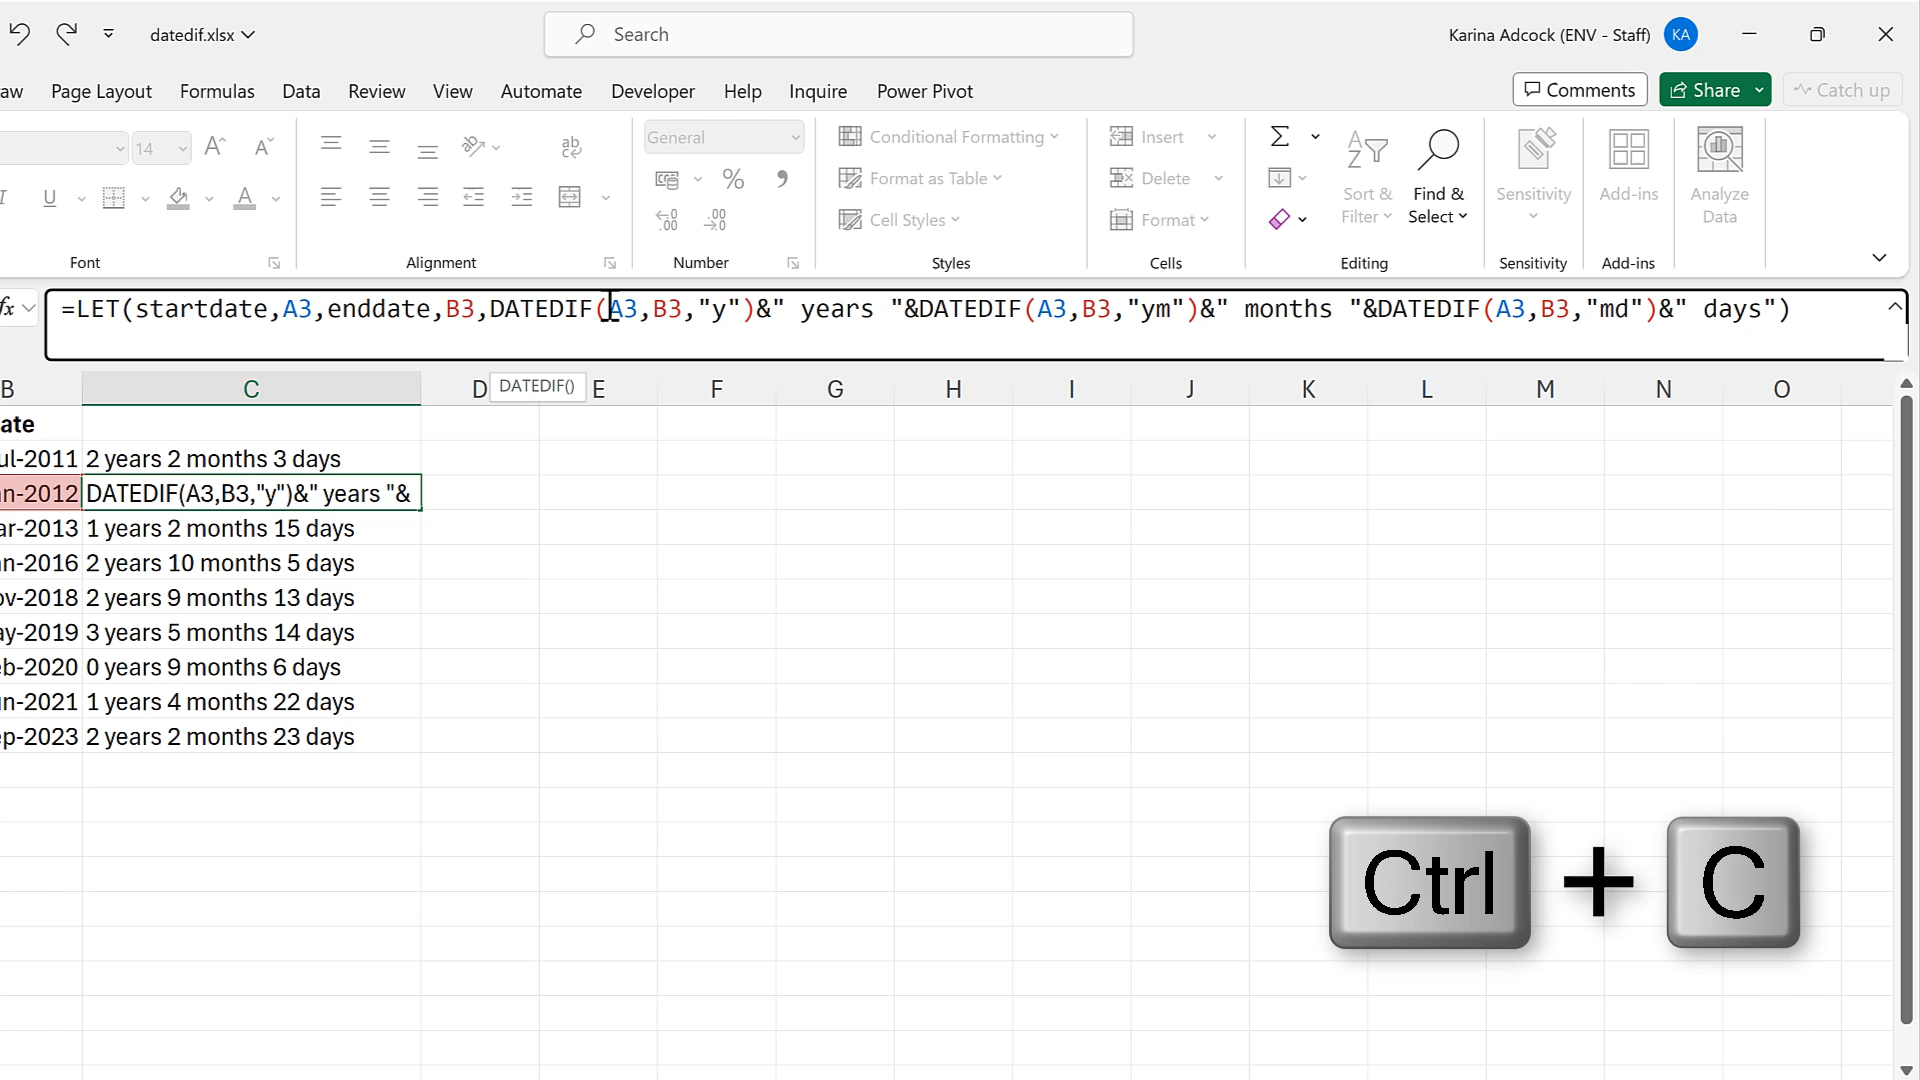 datedif.xlsx
Search
Karina Adcock (ENV - Staff)
KA
Page Layout Formulas Data Review View Automate Developer Help Inquire Power Pivot
Comments Share Catch up
14
General
Conditional Formatting
Format as Table
Cell Styles
Insert
Delete
Format
Sort &
Filter
Find &
Select
Sensitivity
Add-ins
Analyze
Data
Font Alignment Number Styles Cells Editing Sensitivity Add-ins
fx =LET(startdate,A3,enddate,B3,DATEDIF(A3,B3,"y")&" years "&DATEDIF(A3,B3,"ym")&" months "&DATEDIF(A3,B3,"md")&" days")
DATEDIF()
B C D E F G H I J K L M N O
ate
ul-2011 2 years 2 months 3 days
n-2012 DATEDIF(A3,B3,"y")&" years "&
ar-2013 1 years 2 months 15 days
n-2016 2 years 10 months 5 days
ov-2018 2 years 9 months 13 days
ay-2019 3 years 5 months 14 days
eb-2020 0 years 9 months 6 days
un-2021 1 years 4 months 22 days
ep-2023 2 years 2 months 23 days
Ctrl + C